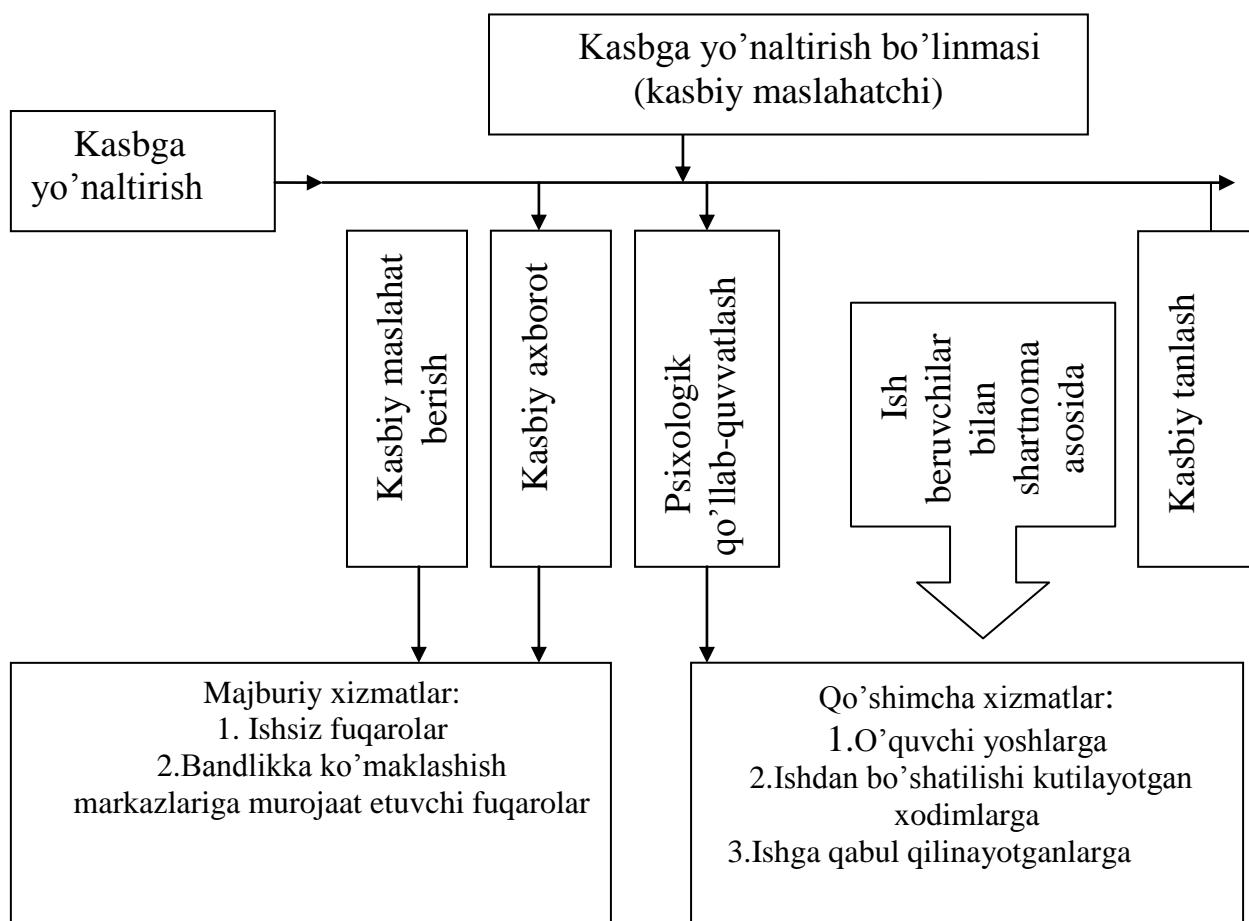 Kasbga yo’naltirish bo’linmasi
(kasbiy maslahatchi)
Kasbga
yo’naltirish
Kasbiy maslahat
berish
Kasbiy axborot
Psixologik
qo’llab-quvvatlash
Ish
beruvchilar
bilan
shartnoma
asosida
Kasbiy tanlash
Majburiy xizmatlar:
1. Ishsiz fuqarolar
2.Bandlikka ko’maklashish
markazlariga murojaat etuvchi fuqarolar
Qo’shimcha xizmatlar:
1.O’quvchi yoshlarga
2.Ishdan bo’shatilishi kutilayotgan
xodimlarga
3.Ishga qabul qilinayotganlarga